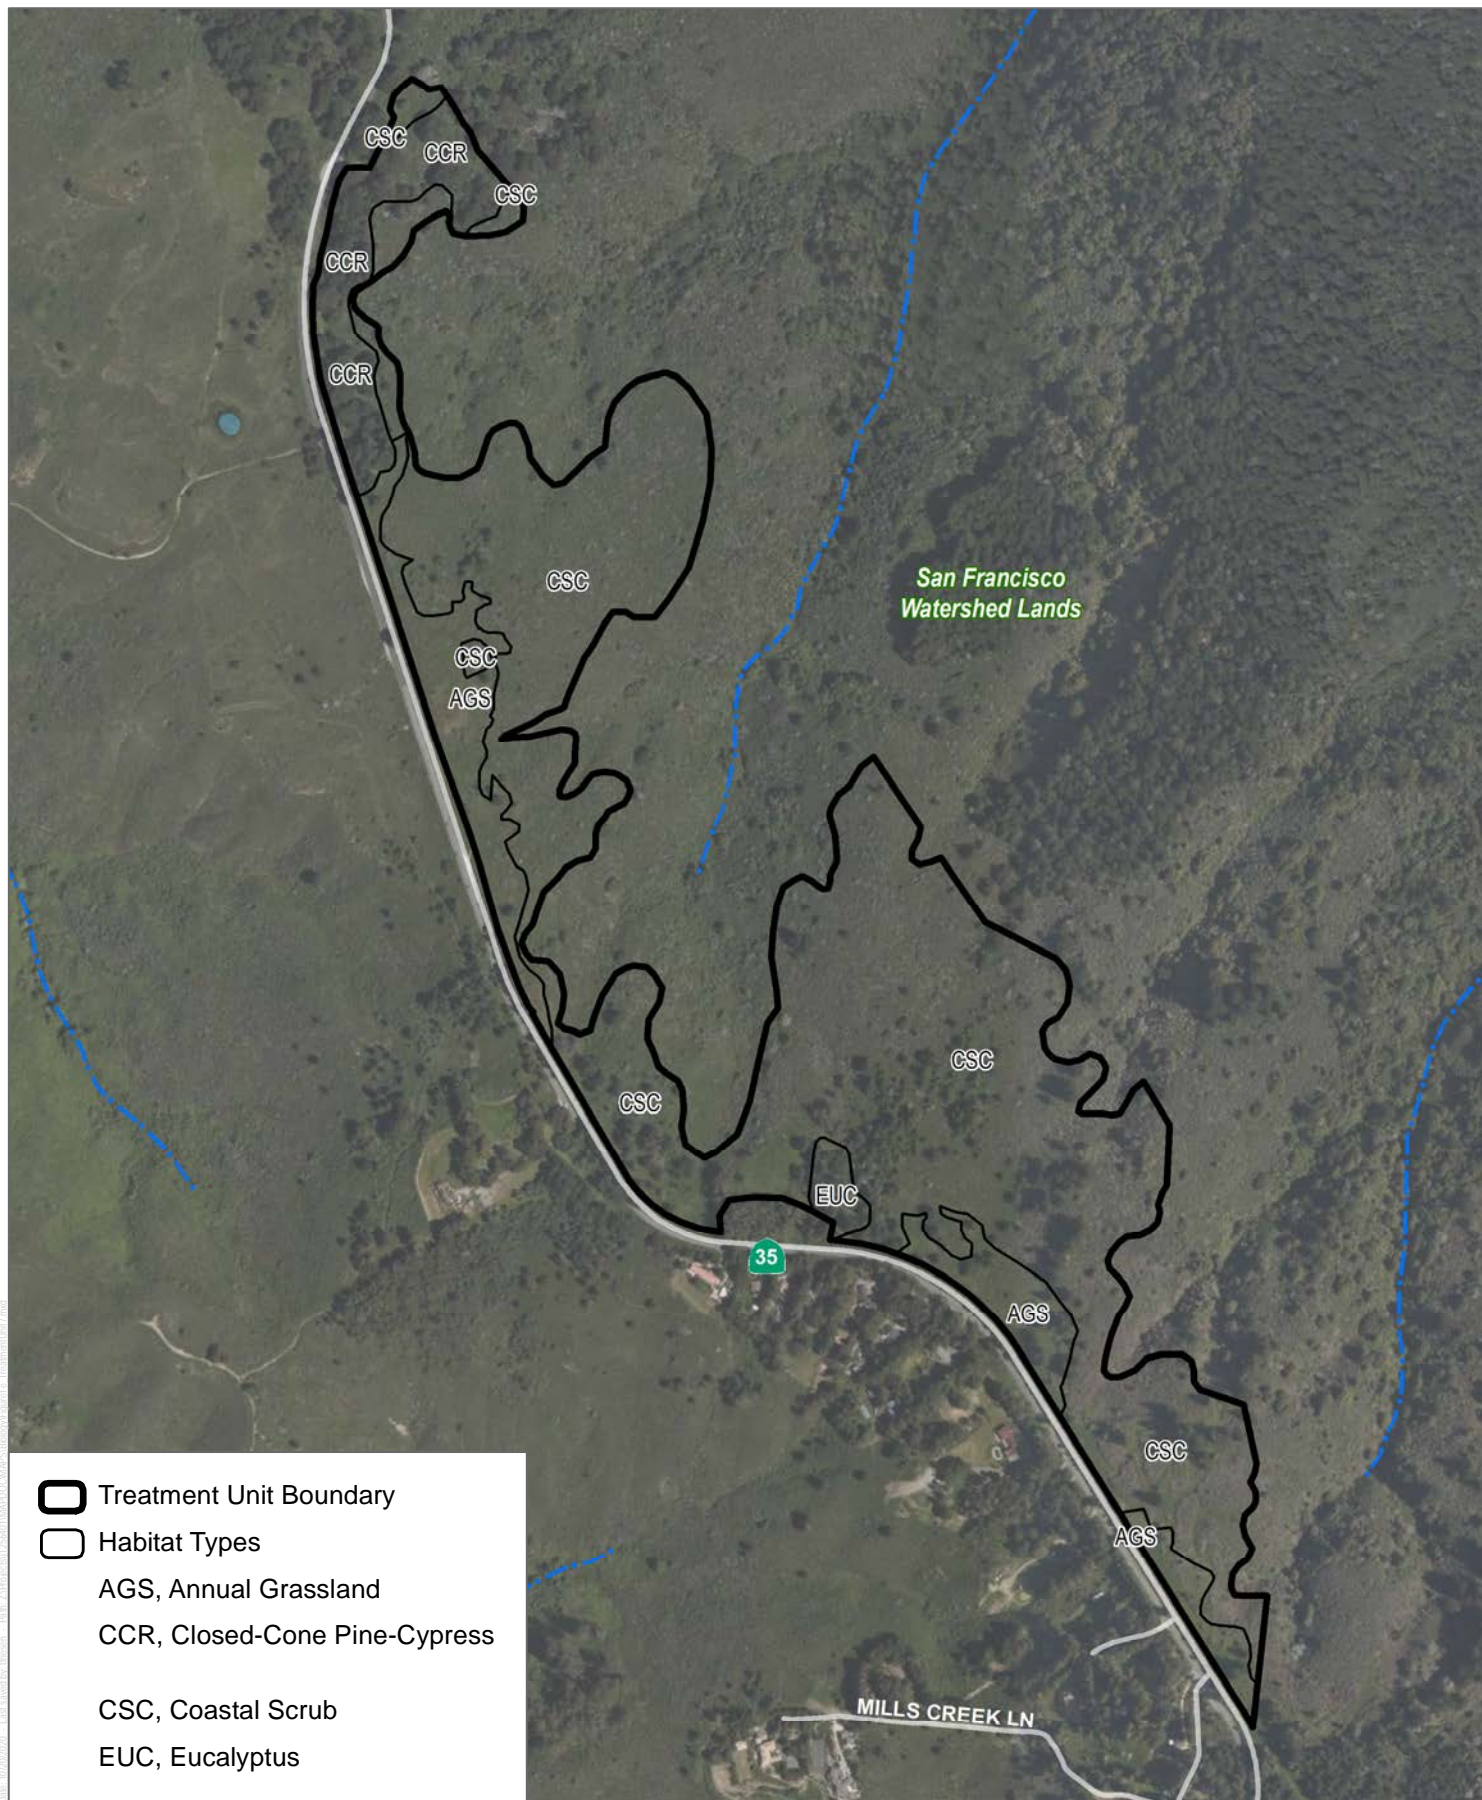 CSC
CCR
CSC
CCR
CCR
CSC
San Francisco
Watershed Lands
CSC
AGS
CSC
CSC
EUC
35
AGS
CSC
AGS
MILLS CREEK LN
Treatment Unit Boundary
Habitat Types
AGS, Annual Grassland
CCR, Closed-Cone Pine-Cypress
CSC, Coastal Scrub
EUC, Eucalyptus